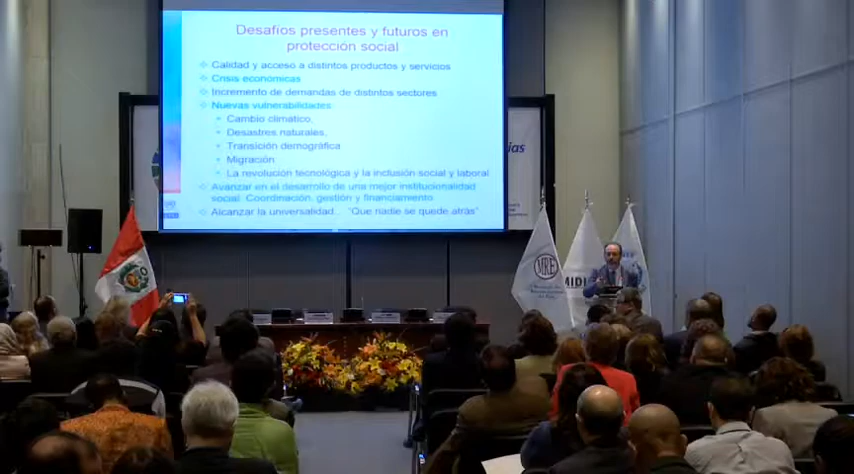 Desafíos presentes y futuros en
protección social
Calidad y acceso a distintos productos y servicios
Crisis económicas
Incremento de demandas de distintos sectores
Nuevas vulnerabilidades:
Cambio climático,
Desastres naturales,
Transición demográfica
Migración
La revolución tecnológica y la inclusión social y laboral
Avanzar en el desarrollo de una mejor institucionalidad
social: Coordinación, gestión y financiamiento
Alcanzar la universalidad... "Que nadie se quede atrás"
MRE
MIDI